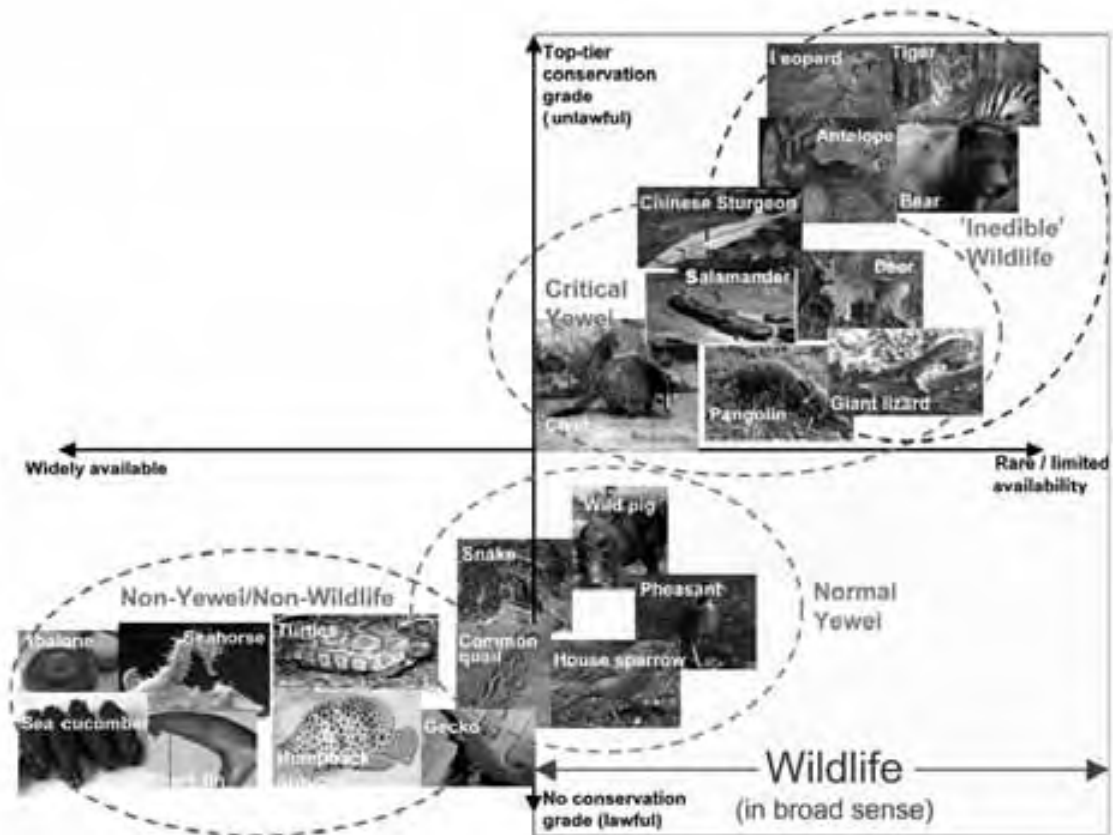 Top-tier
conservation
grade
(unlawful)
Leopard
Tiger
Antelope
Bear
Chinese Sturgeon
'Inedible'
Wildlife
Salamander
Deer
Critical
Yewei
Pangolin
Giant lizard
Civet
Widely available
Rare / limited
availability
Wild pig
Snake
Pheasant
Normal
Yewei
Non-Yewei/Non-Wildlife
Abalone
Seahorse
Turtles
Common
quail
House sparrow
Sea cucumber
Humpback
Gecko
Wildlife
(in broad sense)
No conservation
grade (lawful)